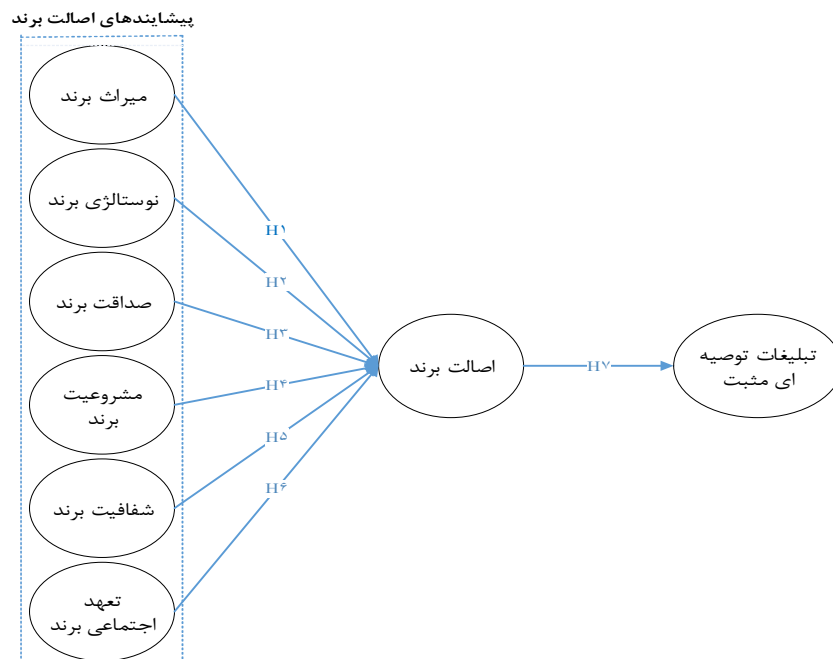 پیشایندهای اصالت برند
میراث برند
نوستالژی برند
صداقت برند
مشروعیت
برند
شفافیت برند
تعهد
اجتماعی برند
H۱
H۲
H۳
H۴
H۵
H۶
اصالت برند
H۷
تبلیغات توصیه
ای مثبت